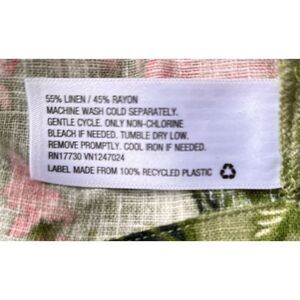 55% LINEN / 45% RAYON
MACHINE WASH COLD SEPARATELY.
GENTLE CYCLE. ONLY NON-CHLORINE
BLEACH IF NEEDED. TUMBLE DRY LOW.
REMOVE PROMPTLY. COOL IRON IF NEEDED.
RN17730 VN1247024
LABEL MADE FROM 100% RECYCLED PLASTIC